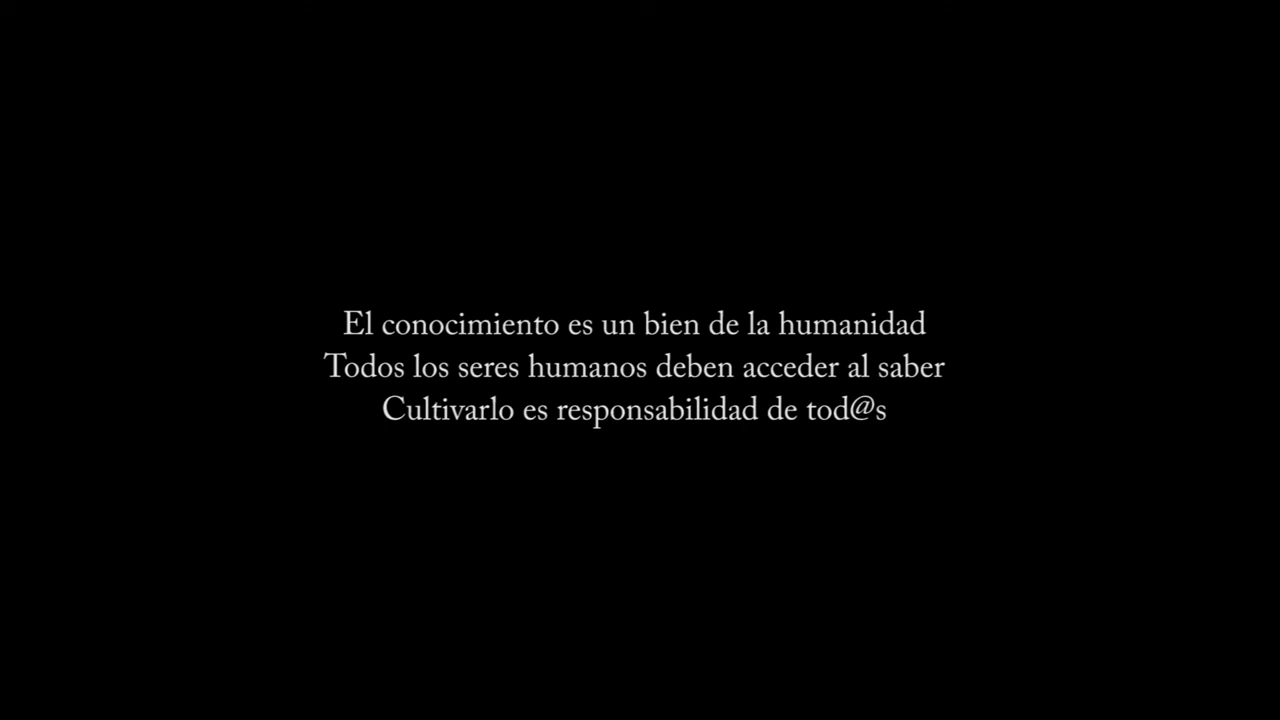 El conocimiento es un bien de la humanidad
Todos los seres humanos deben acceder al saber
Cultivarlo es responsabilidad de tod@s